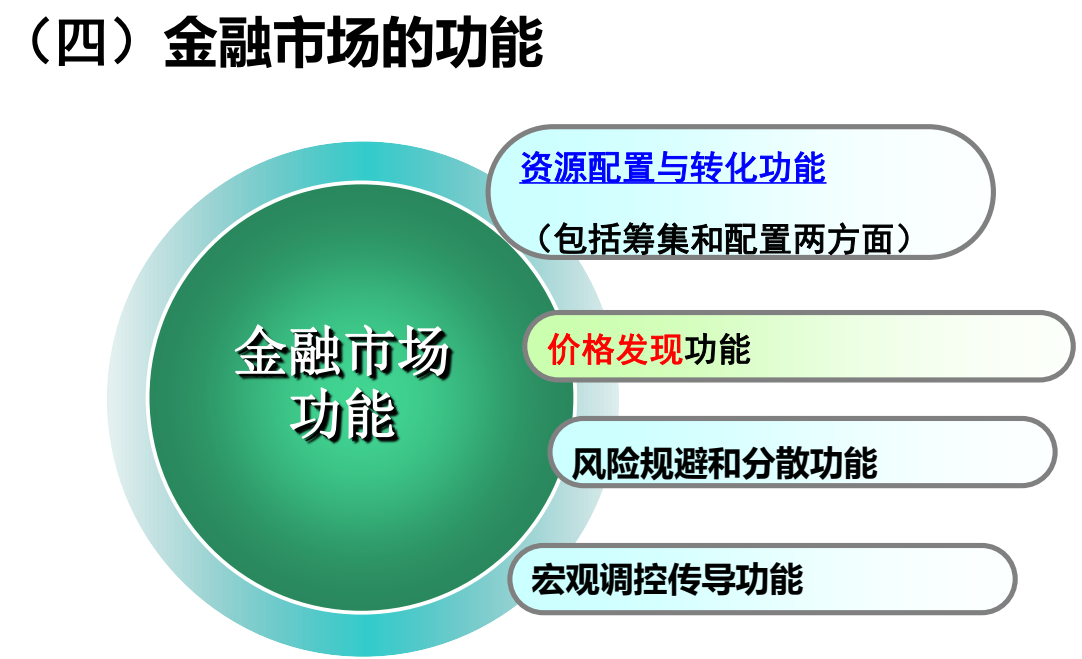 （四）金融市场的功能
资源配置与转化功能
（包括筹集和配置两方面）
价格发现功能
金融市场
功能
风险规避和分散功能
宏观调控传导功能